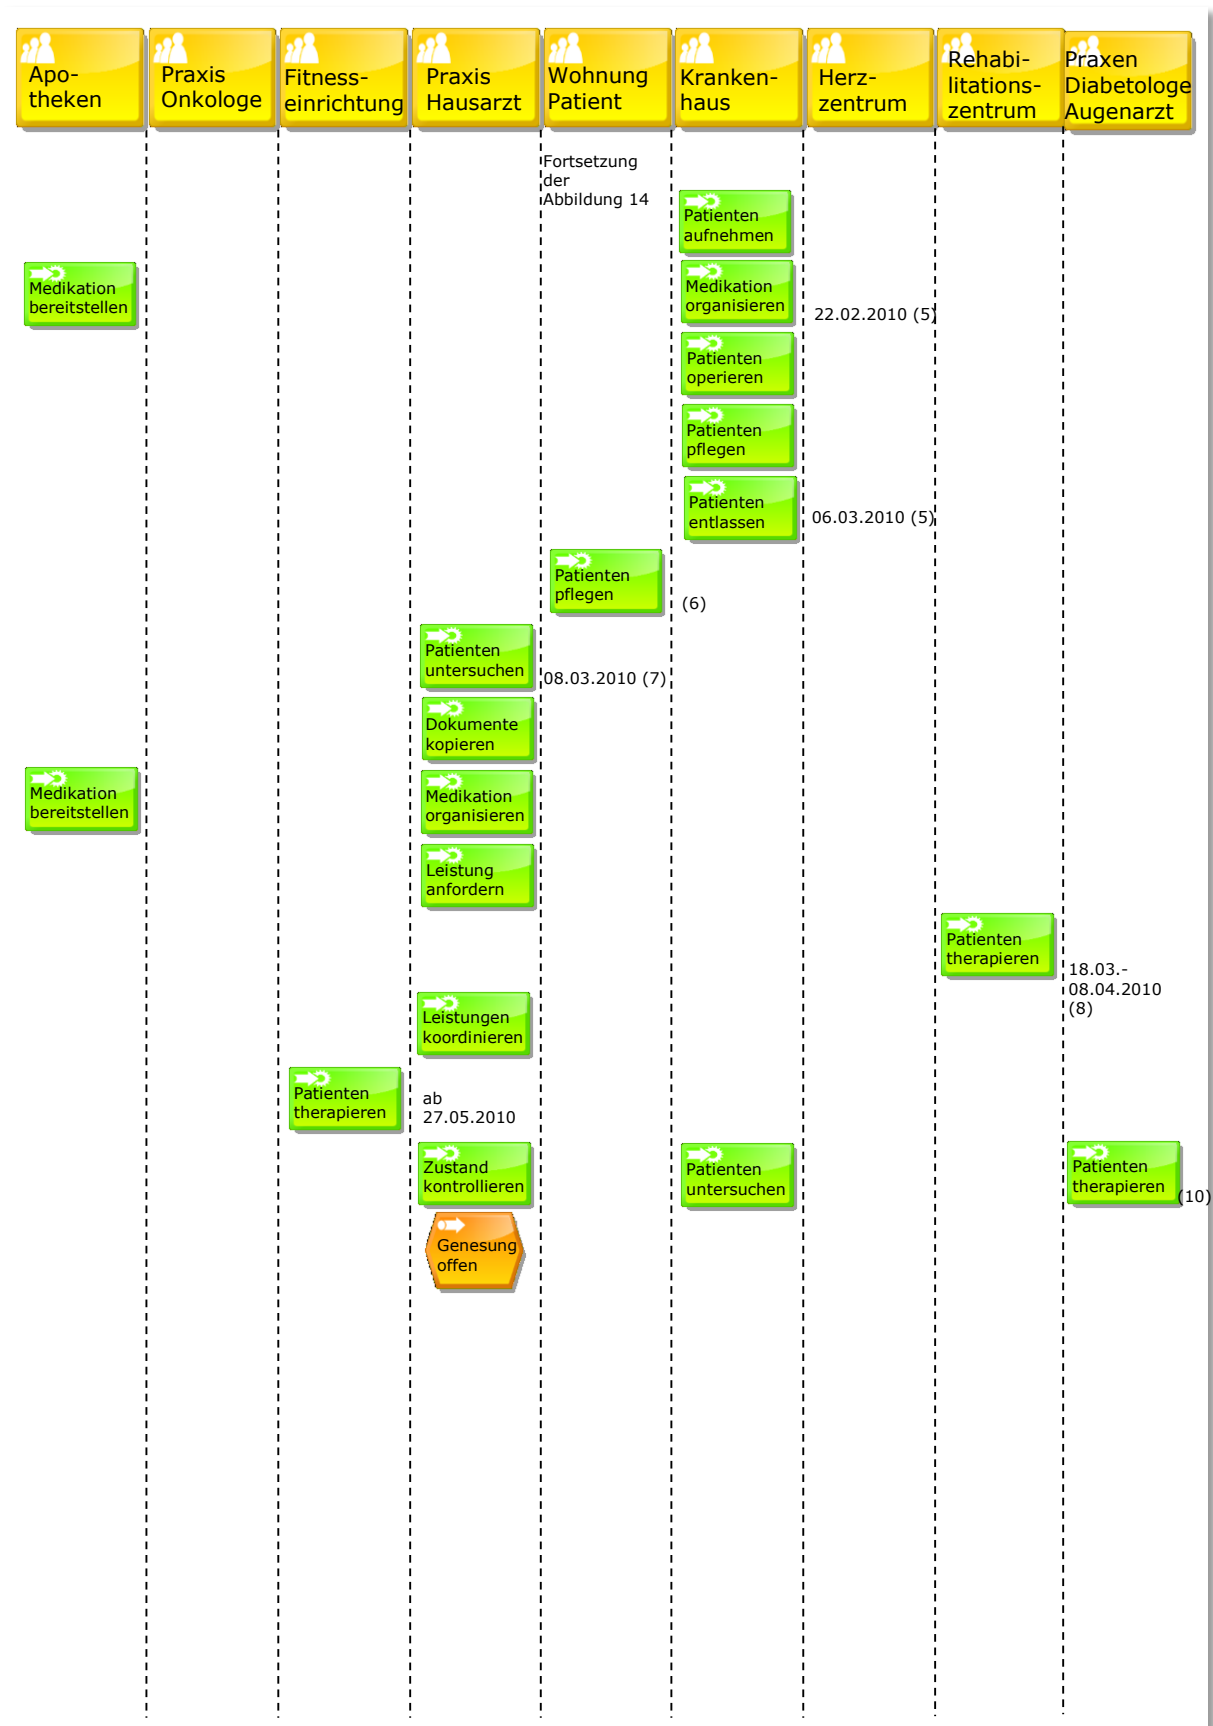 Apo-
theken
Praxis
Onkologe
Fitness-
einrichtung
Praxis
Hausarzt
Wohnung
Patient
Kranken-
haus
Herz-
zentrum
Rehabi-
litations-
zentrum
Praxen
Diabetologe
Augenarzt
Fortsetzung
der
Abbildung 14
Patienten
aufnehmen
Medikation
bereitstellen
Medikation
organisieren
22.02.2010 (5)
Patienten
operieren
Patienten
pflegen
Patienten
entlassen
06.03.2010 (5)
Patienten
pflegen
(6)
Patienten
untersuchen
08.03.2010 (7)
Dokumente
kopieren
Medikation
bereitstellen
Medikation
organisieren
Leistung
anfordern
Patienten
therapieren
18.03.-
08.04.2010
(8)
Leistungen
koordinieren
Patienten
therapieren
ab
27.05.2010
Zustand
kontrollieren
Patienten
untersuchen
Patienten
therapieren
(10)
Genesung
offen